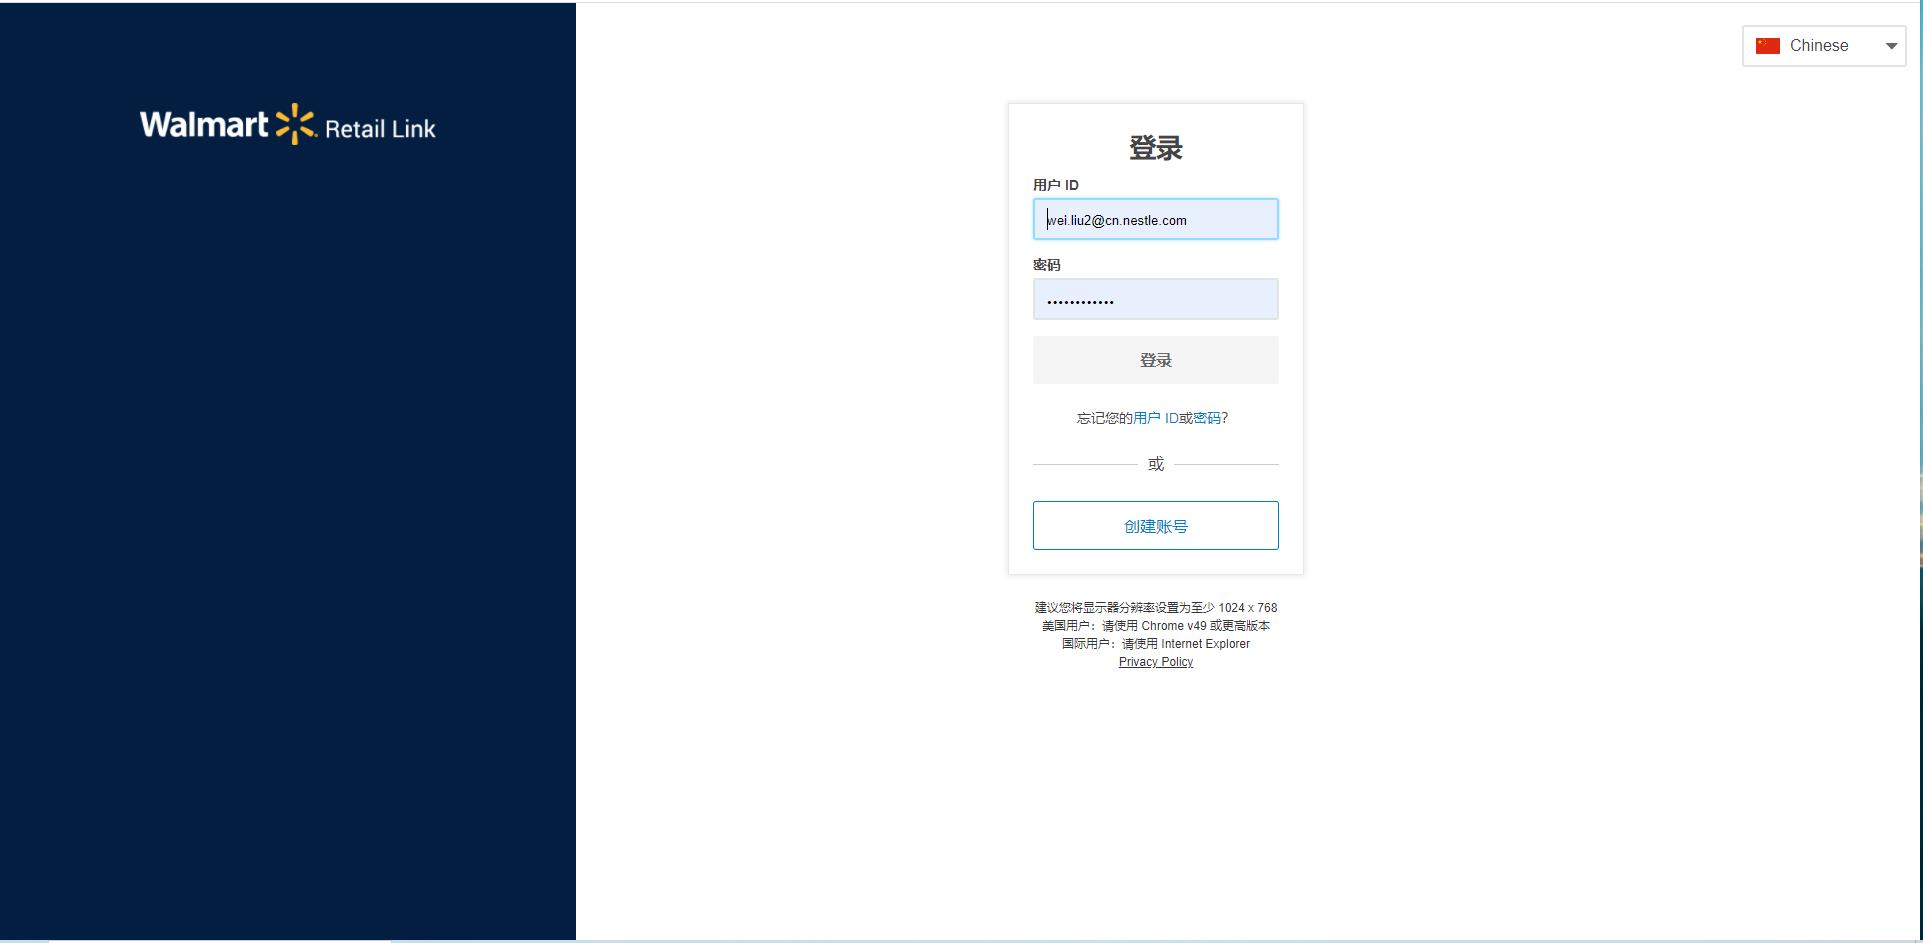 Walmart Retail Link
Chinese
登录
用户 ID
wei.liu2@cn.nestle.com
密码
••••••••••••
登录
忘记您的用户 ID或密码?
或
创建账号
建议您将显示器分辨率设置为至少 1024 x 768
美国用户：请使用 Chrome v49 或更高版本
国际用户：请使用 Internet Explorer
Privacy Policy